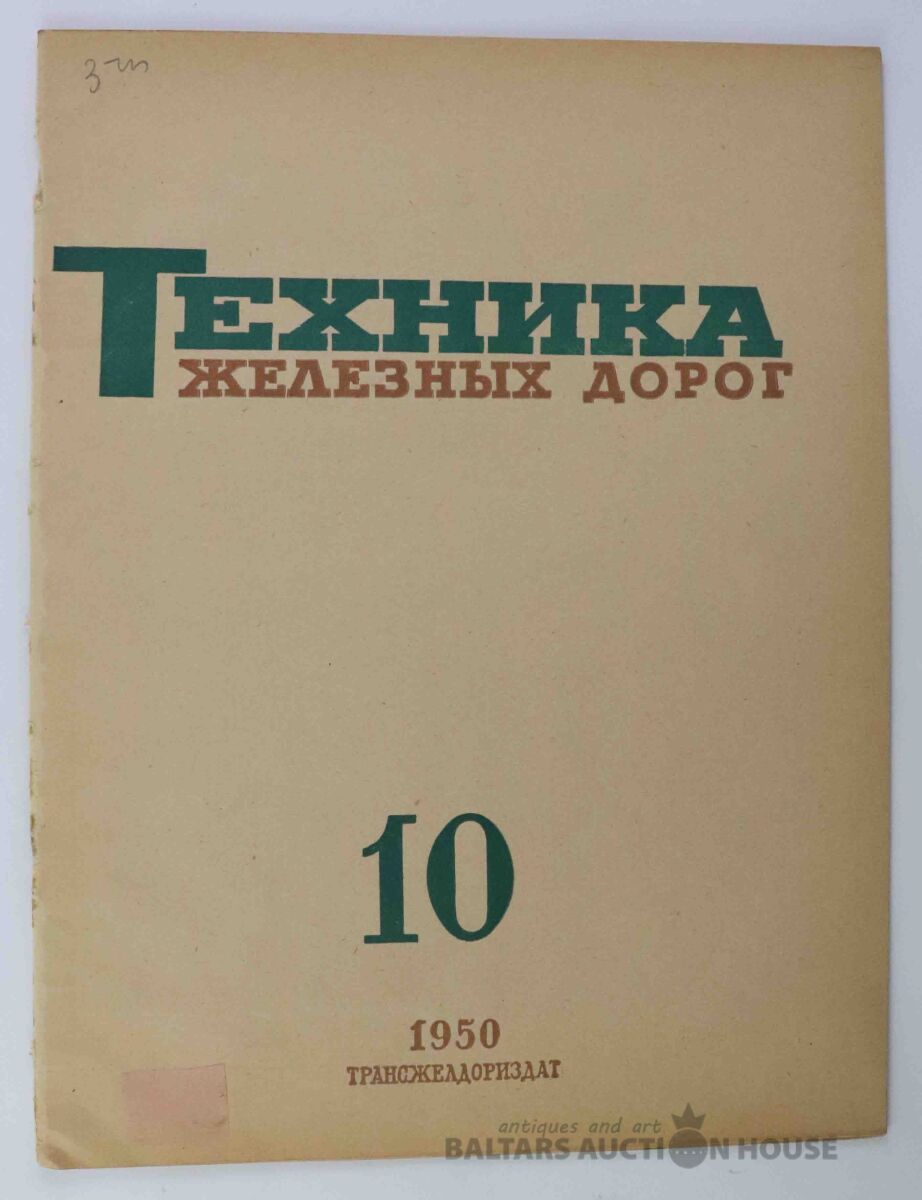 ТЕХНИКА
ЖЕЛЕЗНЫХ ДОРОГ
10
1950
ТРАНСЖЕЛДОРИЗДАТ
antiques and art
BALTARS AUCTION HOUSE